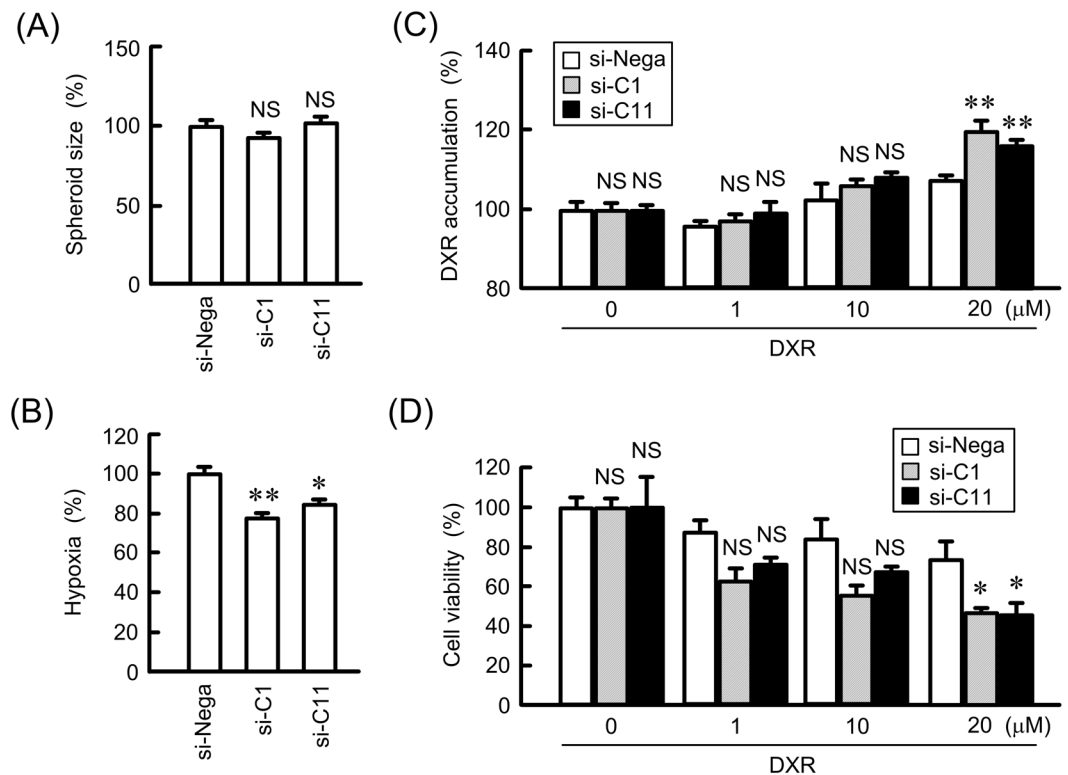 (A)
Spheroid size (%)
150
100
50
0
NS
NS
si-Nega
si-C1
si-C11
(B)
Hypoxia (%)
120
100
80
60
40
20
0
**
*
si-Nega
si-C1
si-C11
(C)
DXR accumulation (%)
140
120
100
80
si-Nega
si-C1
si-C11
NS NS
NS NS
NS NS
** **
0 1 10 20 (μM)
DXR
(D)
Cell viability (%)
120
100
80
60
40
20
0
si-Nega
si-C1
si-C11
NS NS
NS NS
NS NS
* *
0 1 10 20 (μM)
DXR